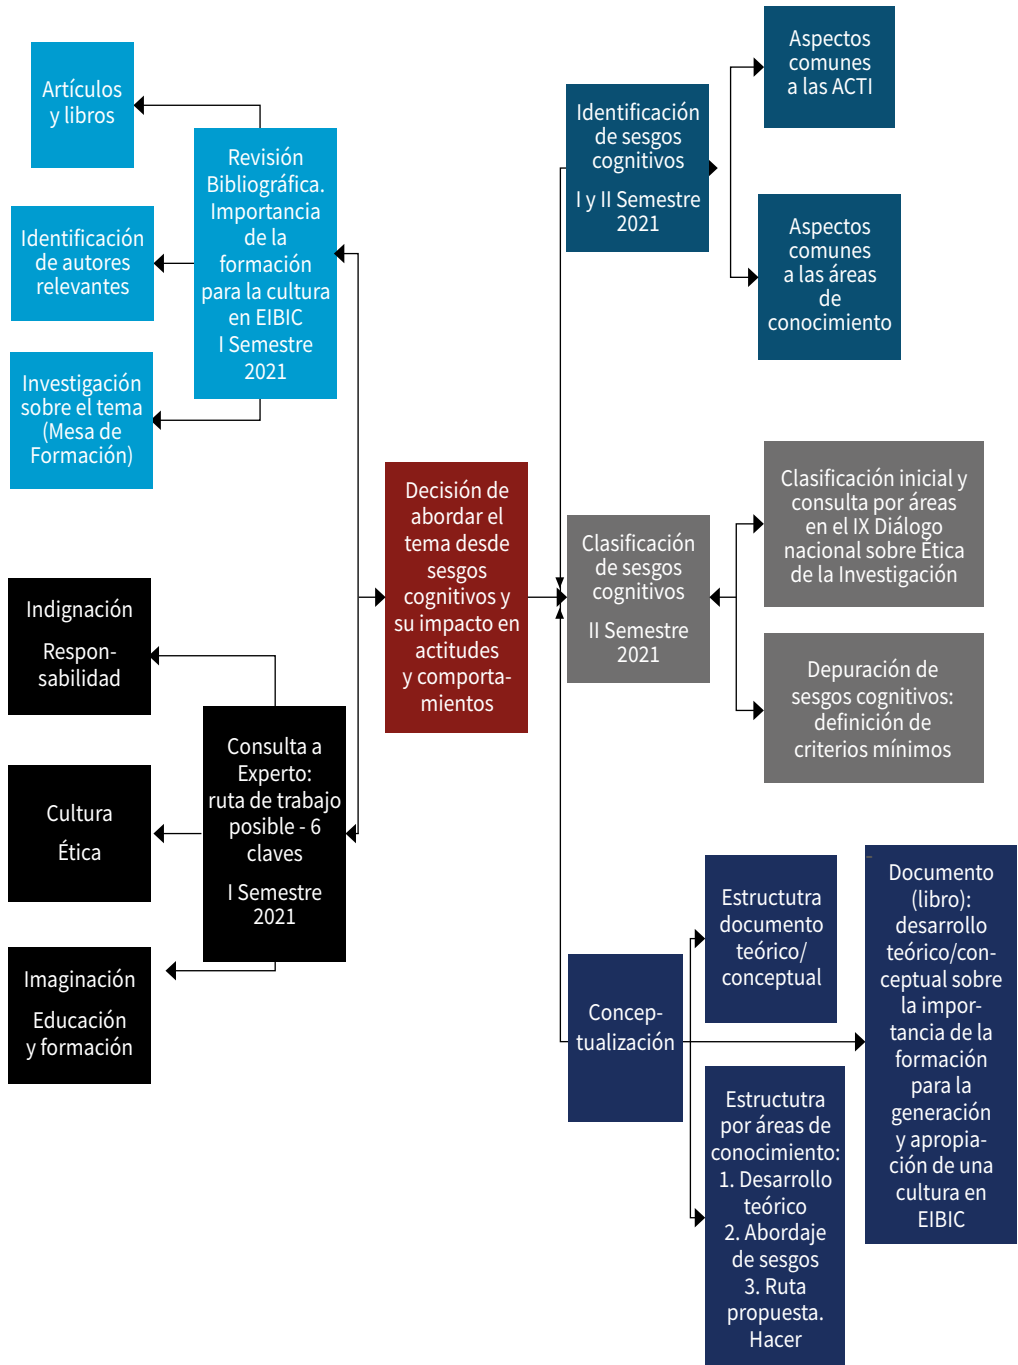 Artículos
y libros
Revisión
Bibliográfica.
Importancia
de la
formación
para la cultura
en EIBIC
I Semestre
2021
Identificación
de autores
relevantes
Investigación
sobre el tema
(Mesa de
Formación)
Indignación
Respon-
sabilidad
Consulta a
Experto:
ruta de trabajo
posible - 6
claves
I Semestre
2021
Cultura
Ética
Imaginación
Educación
y formación
Decisión de
abordar el
tema desde
sesgos
cognitivos y
su impacto en
actitudes
y comporta-
mientos
Identificación
de sesgos
cognitivos
I y II Semestre
2021
Aspectos
comunes
a las ACTI
Aspectos
comunes
a las áreas
de
conocimiento
Clasificación
de sesgos
cognitivos
II Semestre
2021
Clasificación inicial y
consulta por áreas
en el IX Diálogo
nacional sobre Ética
de la Investigación
Depuración de
sesgos cognitivos:
definición de
criterios mínimos
Concep-
tualización
Estructutra
documento
teórico/
conceptual
Estructutra
por áreas de
conocimiento:
1. Desarrollo
teórico
2. Abordaje
de sesgos
3. Ruta
propuesta.
Hacer
Documento
(libro):
desarrollo
teórico/con-
ceptual sobre
la impor-
tancia de la
formación
para la
generación
y apropia-
ción de una
cultura en
EIBIC